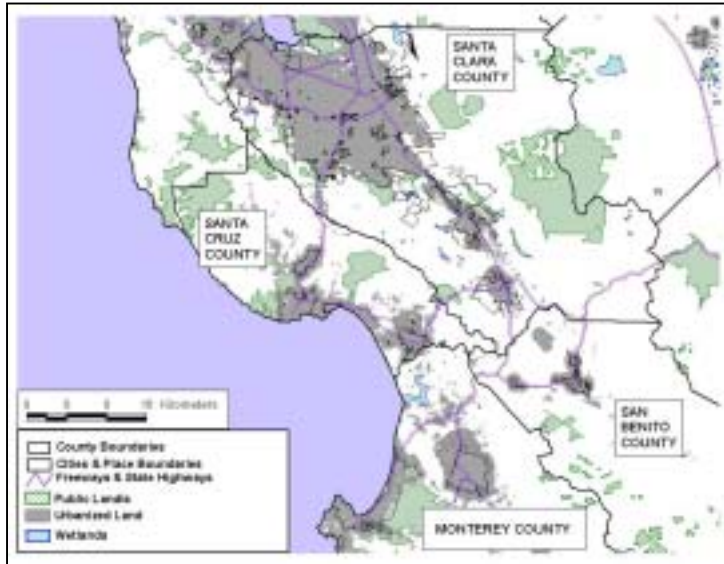 SANTA
CLARA
COUNTY
SANTA
CRUZ
COUNTY
Kilometers
SAN
BENITO
COUNTY
County Boundaries
Cities & Place Boundaries
Freeways & State Highways
Public Lands
Urbanized Land
Wetlands
MONTEREY COUNTY